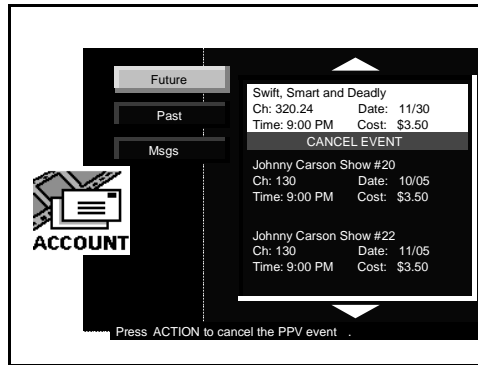 Future
Past
Msgs
ACCOUNT
Swift, Smart and Deadly
Ch: 320.24 Date: 11/30
Time: 9:00 PM Cost: $3.50
CANCEL EVENT
Johnny Carson Show #20
Ch: 130 Date: 10/05
Time: 9:00 PM Cost: $3.50
Johnny Carson Show #22
Ch: 130 Date: 11/05
Time: 9:00 PM Cost: $3.50
Press ACTION to cancel the PPV event .